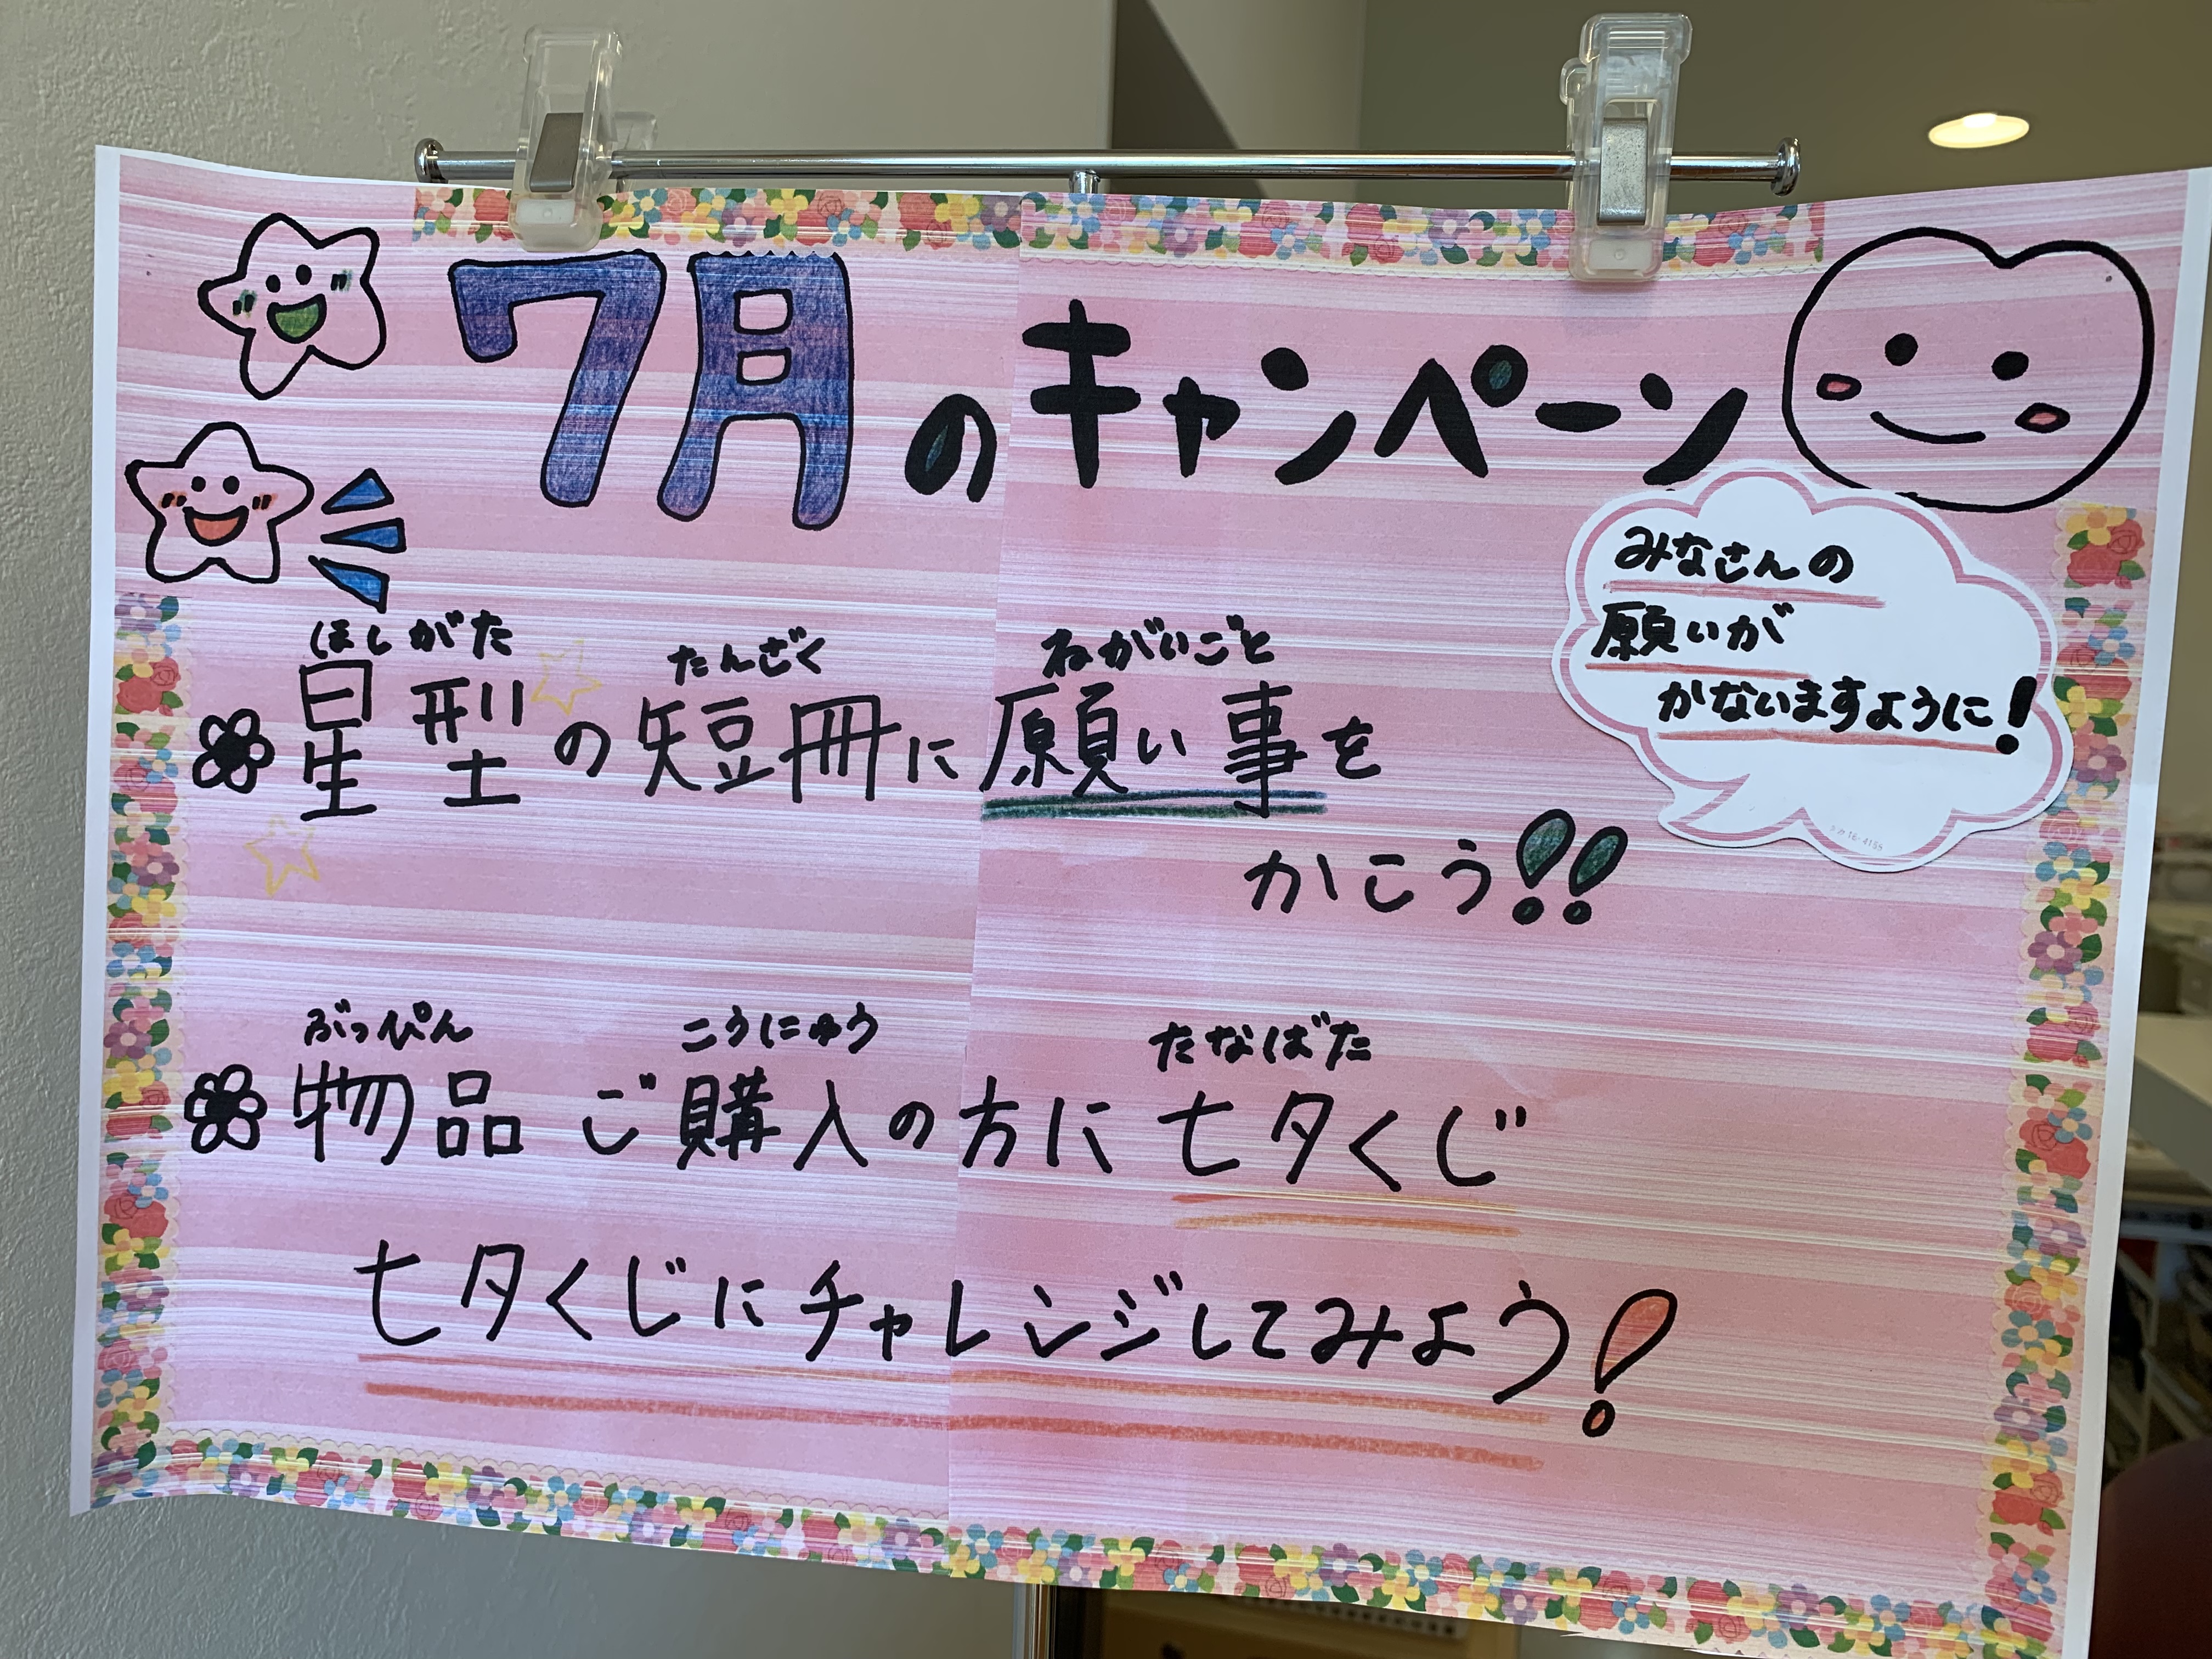 7月のキャンペーン
みなさんの
願いが
かないますように!
ほしがた たんざく ねがいごと
星型の短冊に願い事を
かこう!!
ぶっぴん こうにゅう たなばた
物品ご購入の方に七夕くじ
七夕くじにチャレンジしてみよう!